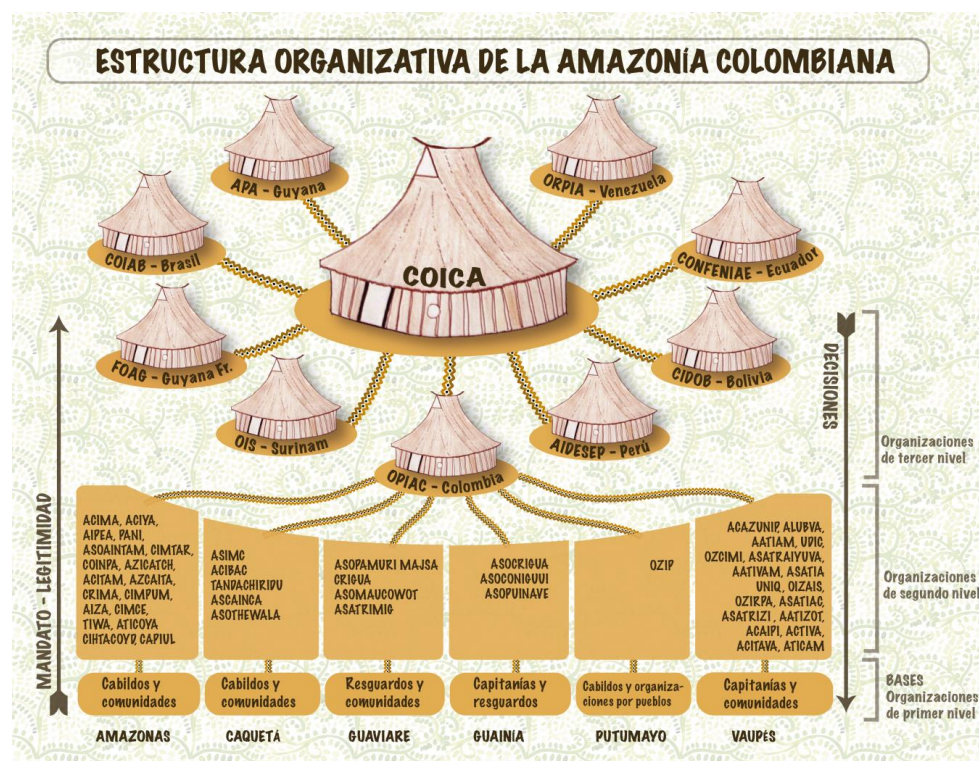 ESTRUCTURA ORGANIZATIVA DE LA AMAZONÍA COLOMBIANA
APA - Guyana
ORPIA - Venezuela
COIAB - Brasil
COICA
CONFENIAE - Ecuador
FOAG - Guyana Fr.
CIDOB - Bolivia
OIS - Surinam
AIDESEP - Perú
OPIAC - Colombia
MANDATO - LEGITIMIDAD
DECISIONES
Organizaciones
de tercer nivel
ACIMA, ACIYA,
AIPEA, PANI,
ASOAINTAM, CIMTAR,
COINPA, AZICATCH,
ACITAM, AZCAITA,
CRIMA, CIMPUM,
AIZA, CIMCE,
TIWA, ATICOYA
CIHTACOYD, CAPIUL
ASIMC
ACIBAC
TANDACHIRIDU
ASCAINCA
ASOTHEWALA
ASOPAMURI MAJSA
CRIGUA
ASOMAUCOWOT
ASATRIMIG
ASOCRIGUA
ASOCONIGUUI
ASOPUINAVE
OZIP
ACAZUNIP, ALUBVA,
AATIAM, UDIC,
OZCIMI, ASATRAIYUVA,
AATIVAM, ASATIA
UNIQ, OIZAIS,
OZIRPA, ASATIAC,
ASATRIZI , AATIZOT,
ACAIPI, ACTIVA,
ACITAVA, ATICAM
Organizaciones
de segundo nivel
Cabildos y
comunidades
Cabildos y
comunidades
Resguardos y
comunidades
Capitanías y
resguardos
Cabildos y organiza-
ciones por pueblos
Capitanías y
comunidades
BASES
Organizaciones
de primer nivel
AMAZONAS
CAQUETÁ
GUAVIARE
GUAINÍA
PUTUMAYO
VAUPÉS